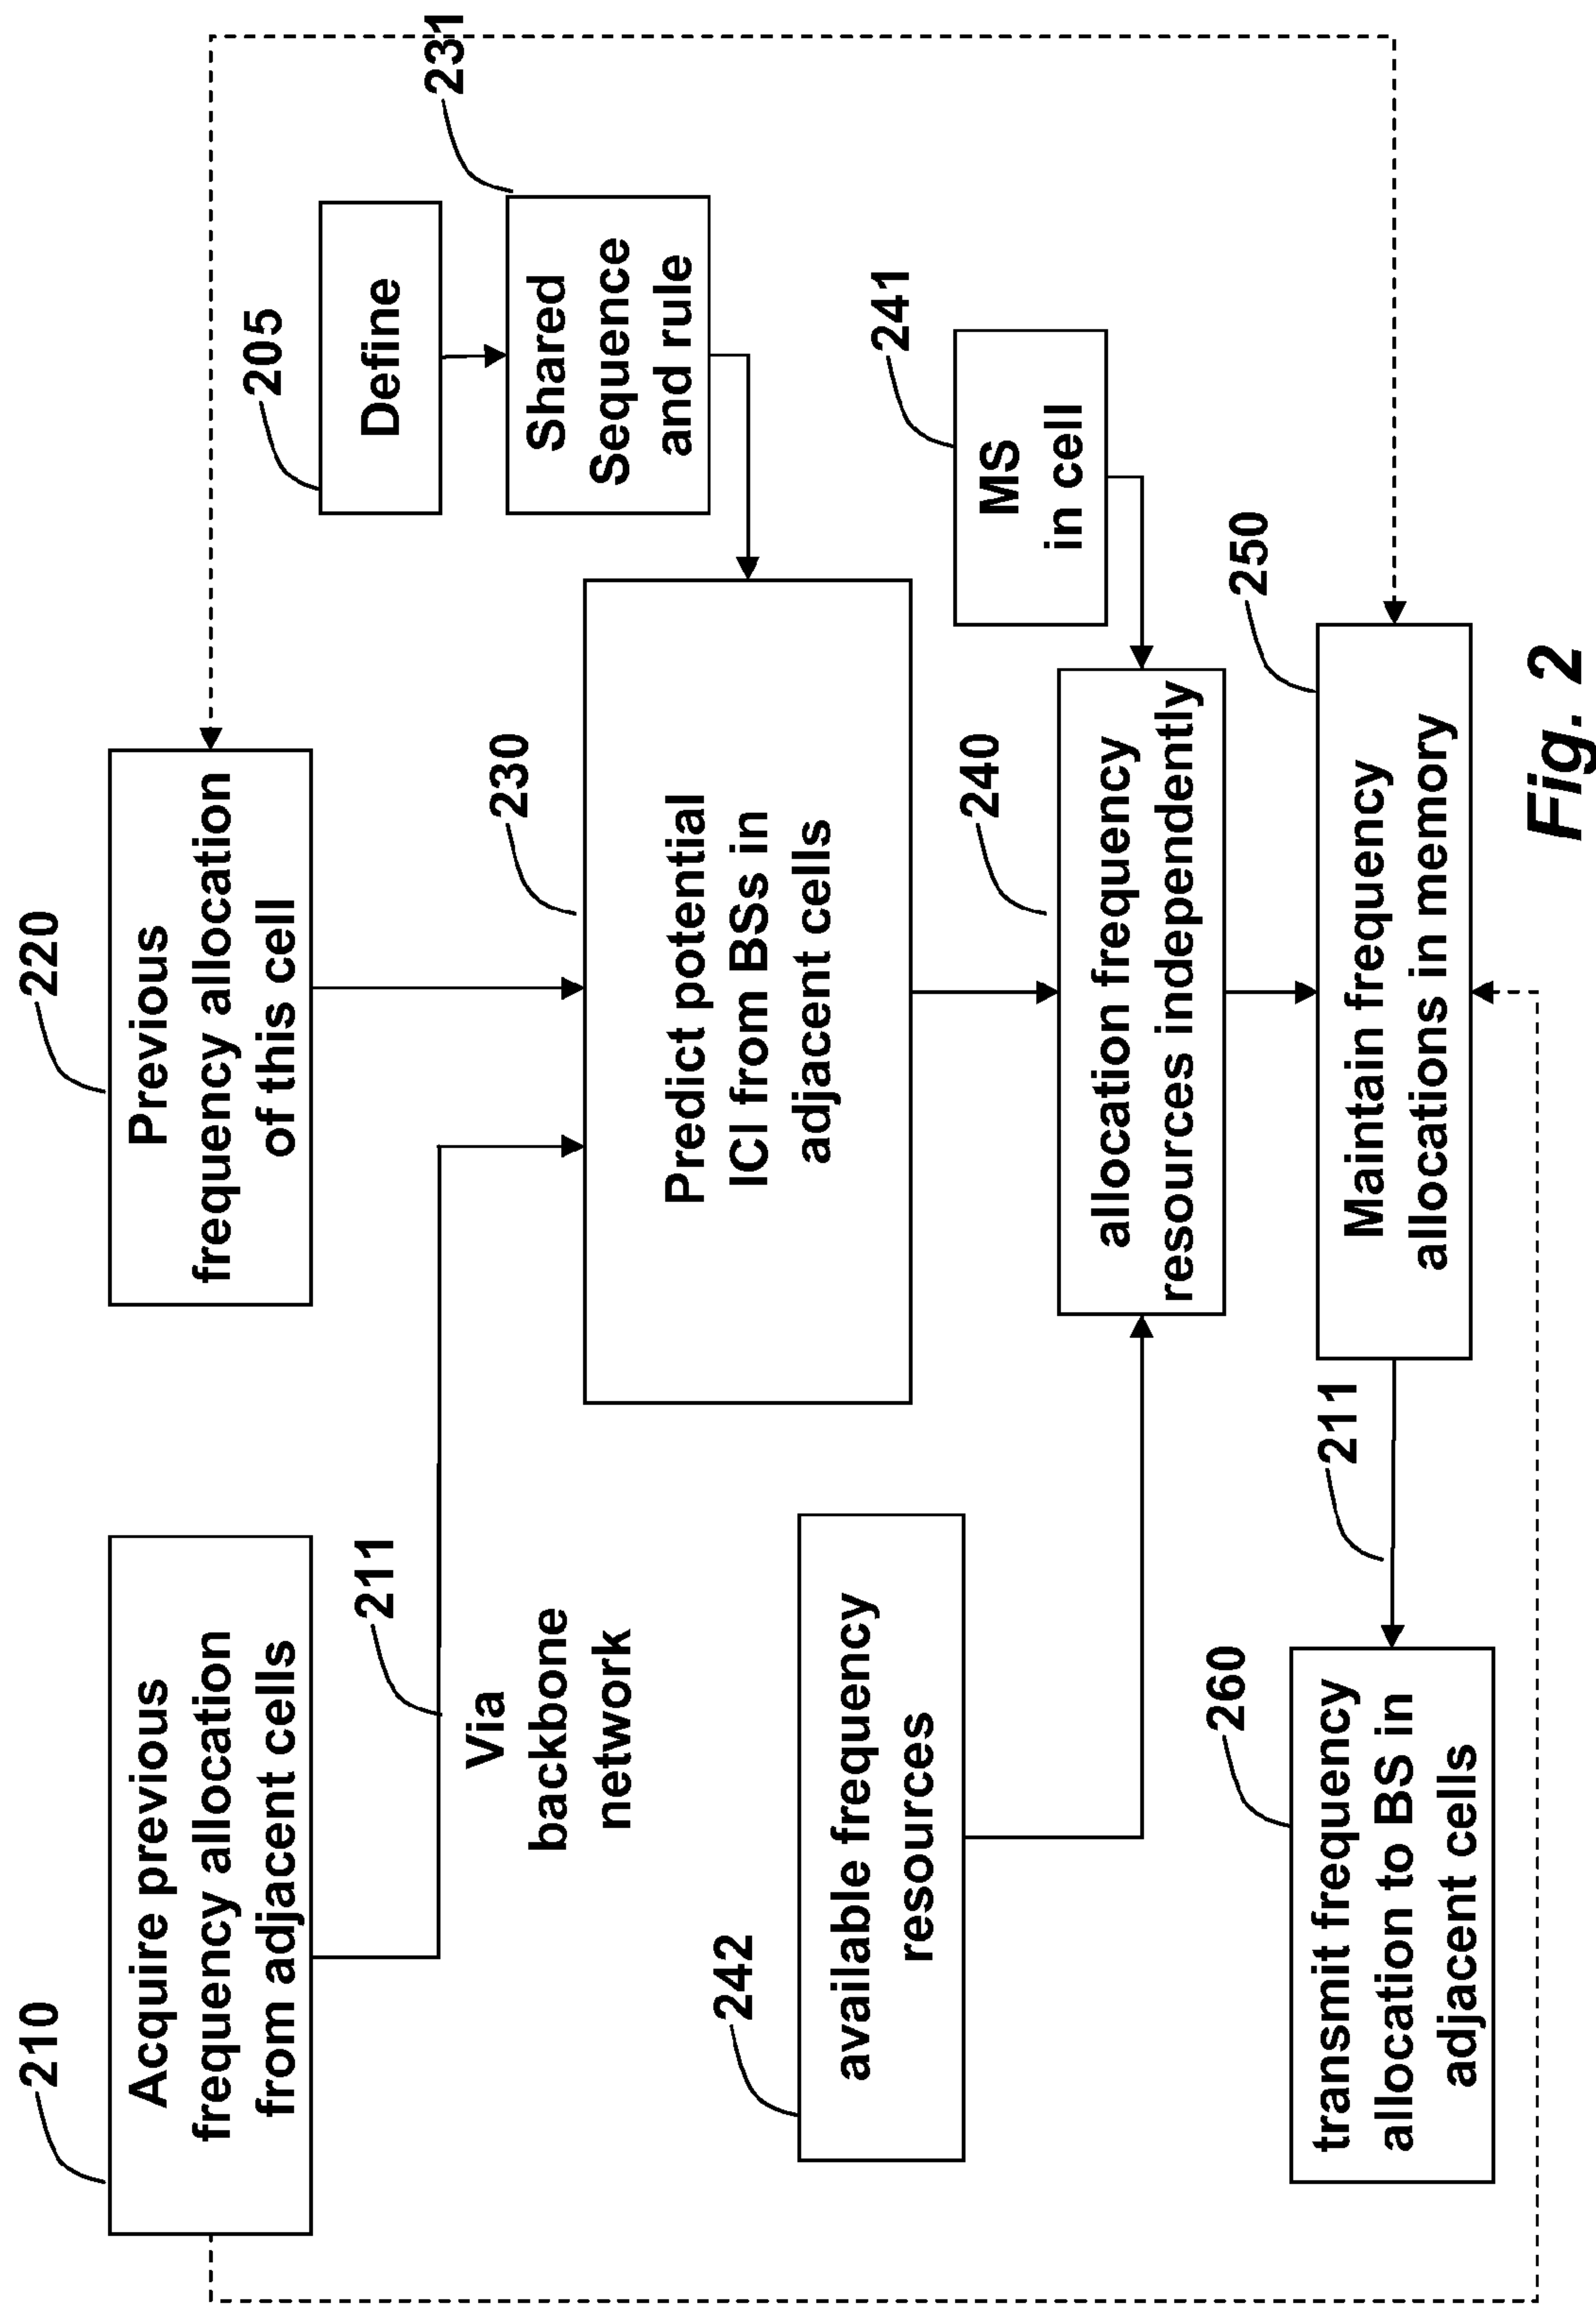 210
Acquire previous
frequency allocation
from adjacent cells
220
Previous
frequency allocation
of this cell
205
Define
231
Shared
Sequence
and rule
211
Via
backbone
network
230
Predict potential
ICI from BSs in
adjacent cells
242
available frequency
resources
240
allocation frequency
resources independently
241
MS
in cell
250
Maintain frequency
allocations in memory
211
260
transmit frequency
allocation to BS in
adjacent cells
Fig. 2